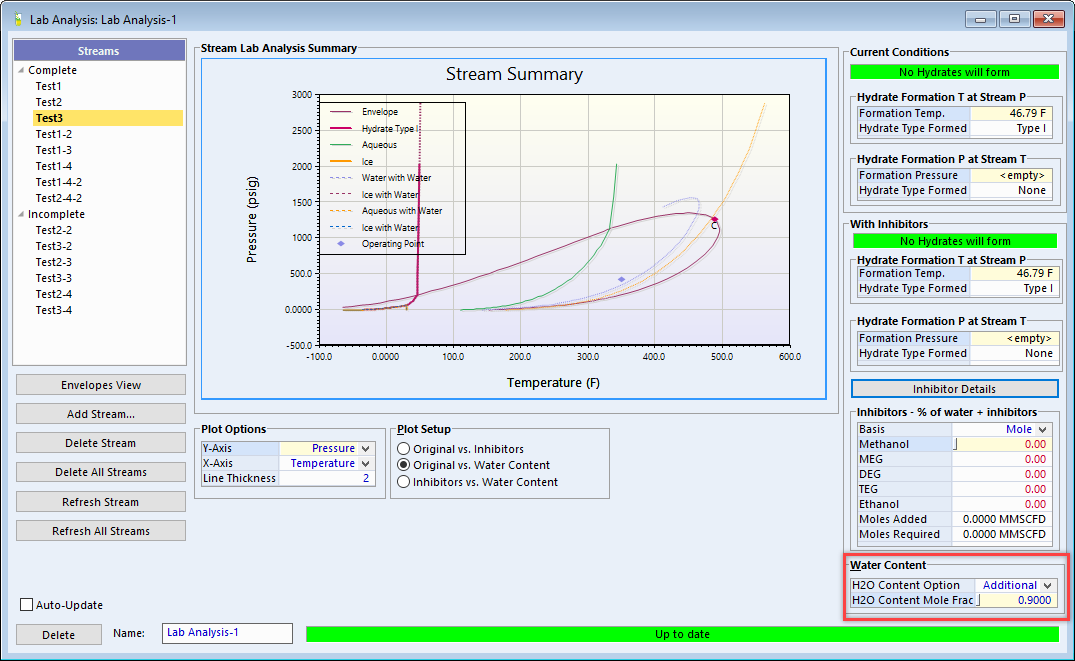 Lab Analysis: Lab Analysis-1
Streams
Complete
Test1
Test2
Test3
Test1-2
Test1-3
Test1-4
Test1-4-2
Test2-4-2
Incomplete
Test2-2
Test3-2
Test2-3
Test3-3
Test2-4
Test3-4
Envelopes View
Add Stream...
Delete Stream
Delete All Streams
Refresh Stream
Refresh All Streams
Auto-Update
Delete
Name: Lab Analysis-1
Up to date
Stream Lab Analysis Summary
Stream Summary
Pressure (psig)
3000
2500
2000
1500
1000
500.0
0.0000
-500.0
Envelope
Hydrate Type I
Aqueous
Ice
Water with Water
Ice with Water
Aqueous with Water
Ice with Water
Operating Point
C
-100.0 0.0000 100.0 200.0 300.0 400.0 500.0 600.0
Temperature (F)
Plot Options
Y-Axis Pressure
X-Axis Temperature
Line Thickness 2
Plot Setup
Original vs. Inhibitors
Original vs. Water Content
Inhibitors vs. Water Content
Current Conditions
No Hydrates will form
Hydrate Formation T at Stream P
Formation Temp. 46.79 F
Hydrate Type Formed Type I
Hydrate Formation P at Stream T
Formation Pressure <empty>
Hydrate Type Formed None
With Inhibitors
No Hydrates will form
Hydrate Formation T at Stream P
Formation Temp. 46.79 F
Hydrate Type Formed Type I
Hydrate Formation P at Stream T
Formation Pressure <empty>
Hydrate Type Formed None
Inhibitor Details
Inhibitors - % of water + inhibitors
Basis Mole
Methanol 0.00
MEG 0.00
DEG 0.00
TEG 0.00
Ethanol 0.00
Moles Added 0.0000 MMSCFD
Moles Required 0.0000 MMSCFD
Water Content
H2O Content Option Additional
H2O Content Mole Frac 0.9000